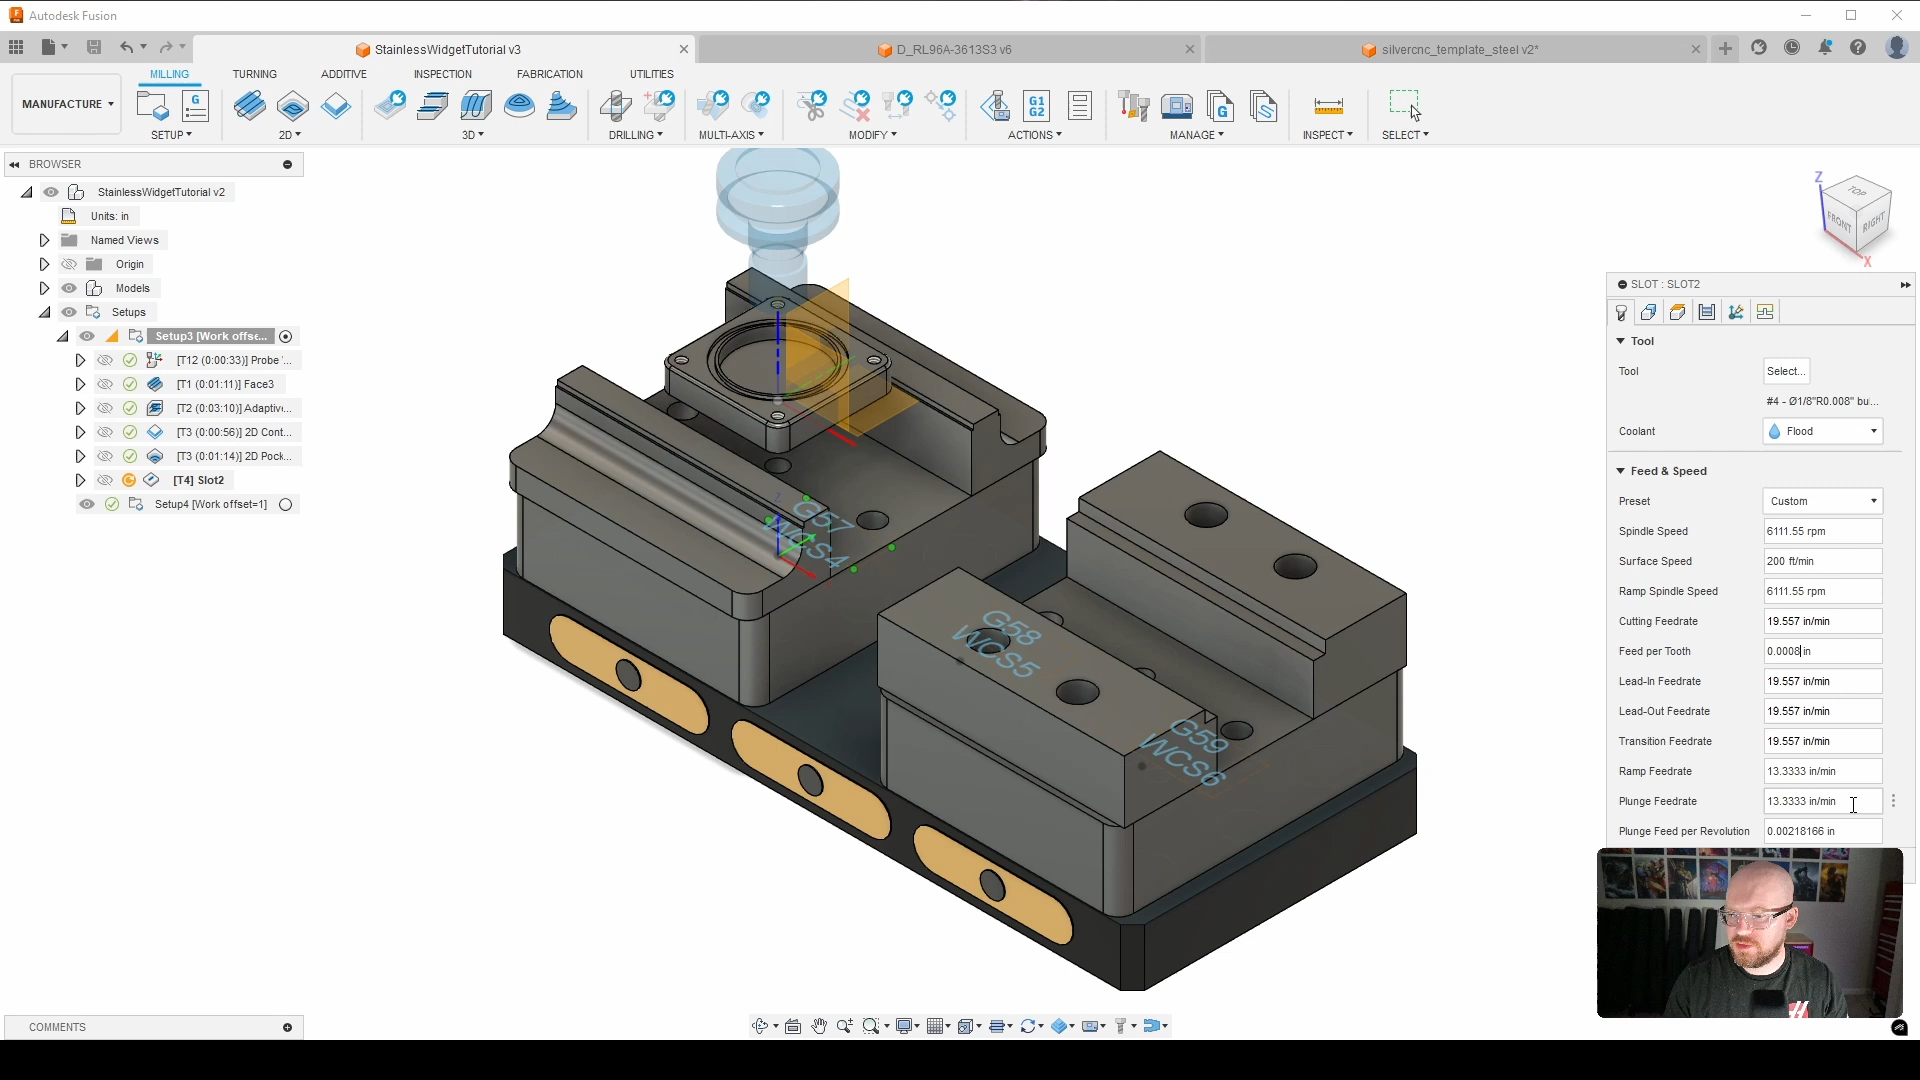 Autodesk Fusion
StainlessWidgetTutorial v3
D_RL96A-3613S3 v6
silvercnc_template_steel v2*
MANUFACTURE
MILLING
TURNING
ADDITIVE
INSPECTION
FABRICATION
UTILITIES
G
G1
G2
G
SETUP
2D
3D
DRILLING
MULTI-AXIS
MODIFY
ACTIONS
MANAGE
INSPECT
SELECT
BROWSER
StainlessWidgetTutorial v2
Units: in
Named Views
Origin
Models
Setups
Setup3 [Work offse...
[T12 (0:00:33)] Probe '...
[T1 (0:01:11)] Face3
[T2 (0:03:10)] Adaptiv...
[T3 (0:00:56)] 2D Cont...
[T3 (0:01:14)] 2D Pock...
[T4] Slot2
Setup4 [Work offset=1]
G57
WCS4
G58
WCS5
G59
WCS6
Z
TOP
FRONT
RIGHT
X
SLOT : SLOT2
Tool
Tool
Select...
#4 - Ø1/8"R0.008" bu...
Coolant
Flood
Feed & Speed
Preset
Custom
Spindle Speed
6111.55 rpm
Surface Speed
200 ft/min
Ramp Spindle Speed
6111.55 rpm
Cutting Feedrate
19.557 in/min
Feed per Tooth
0.0008 in
Lead-In Feedrate
19.557 in/min
Lead-Out Feedrate
19.557 in/min
Transition Feedrate
19.557 in/min
Ramp Feedrate
13.3333 in/min
Plunge Feedrate
13.3333 in/min
Plunge Feed per Revolution
0.00218166 in
COMMENTS